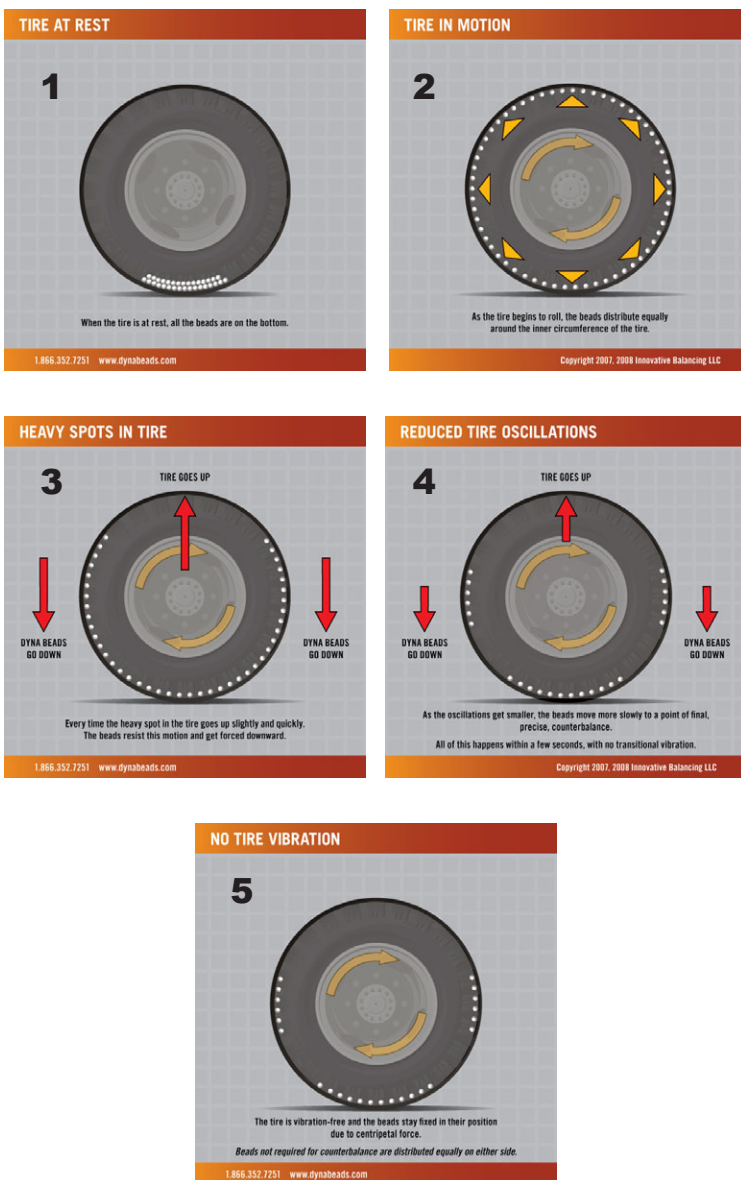 TIRE AT REST
1
When the tire is at rest, all the beads are on the bottom.
1.866.352.7251 www.dynabeads.com
TIRE IN MOTION
2
As the tire begins to roll, the beads distribute equally
around the inner circumference of the tire.
Copyright 2007, 2008 Innovative Balancing LLC
HEAVY SPOTS IN TIRE
3
TIRE GOES UP
DYNA BEADS
GO DOWN
DYNA BEADS
GO DOWN
Every time the heavy spot in the tire goes up slightly and quickly.
The beads resist this motion and get forced downward.
1.866.352.7251 www.dynabeads.com
REDUCED TIRE OSCILLATIONS
4
TIRE GOES UP
DYNA BEADS
GO DOWN
DYNA BEADS
GO DOWN
As the oscillations get smaller, the beads move more slowly to a point of final,
precise, counterbalance.
All of this happens within a few seconds, with no transitional vibration.
Copyright 2007, 2008 Innovative Balancing LLC
NO TIRE VIBRATION
5
The tire is vibration-free and the beads stay fixed in their position
due to centripetal force.
Beads not required for counterbalance are distributed equally on either side.
1.866.352.7251 www.dynabeads.com